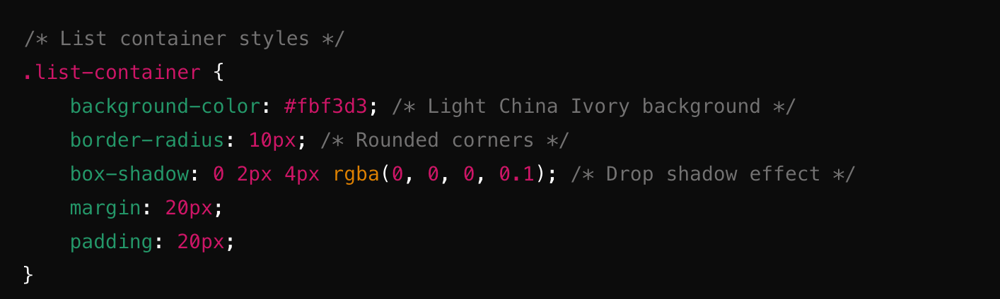 /* List container styles */
.list-container {
    background-color: #fbf3d3; /* Light China Ivory background */
    border-radius: 10px; /* Rounded corners */
    box-shadow: 0 2px 4px rgba(0, 0, 0, 0.1); /* Drop shadow effect */
    margin: 20px;
    padding: 20px;
}